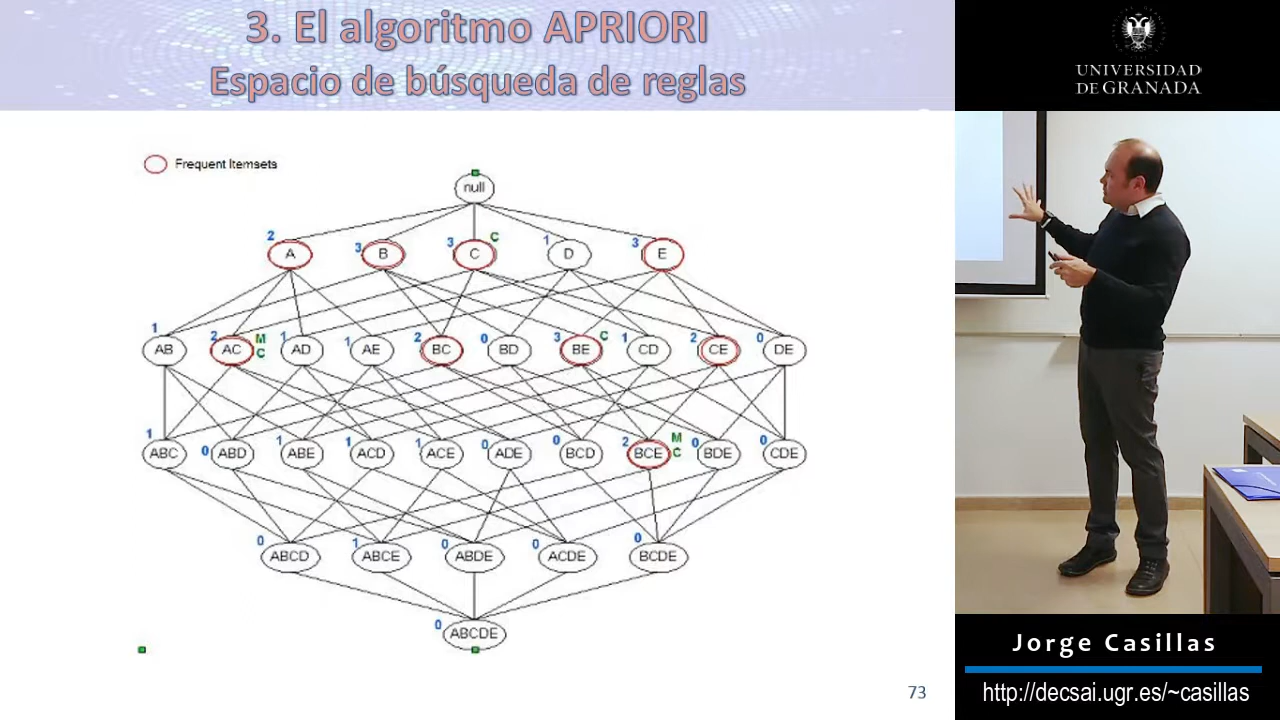 3. El algoritmo APRIORI
Espacio de búsqueda de reglas
UNIVERSIDAD
DE GRANADA
Frequent Itemsets
null
2 A 3 B 3 C C 1 D 3 E
1 AB 2 AC M C 1 AD 1 AE 2 BC 0 BD 3 BE C 1 CD 2 CE 0 DE
1 ABC 0 ABD 1 ABE 1 ACD 1 ACE 0 ADE 0 BCD 2 BCE M C 0 BDE 0 CDE
0 ABCD 1 ABCE 0 ABDE 0 ACDE 0 BCDE
0 ABCDE
73
Jorge Casillas
http://decsai.ugr.es/~casillas